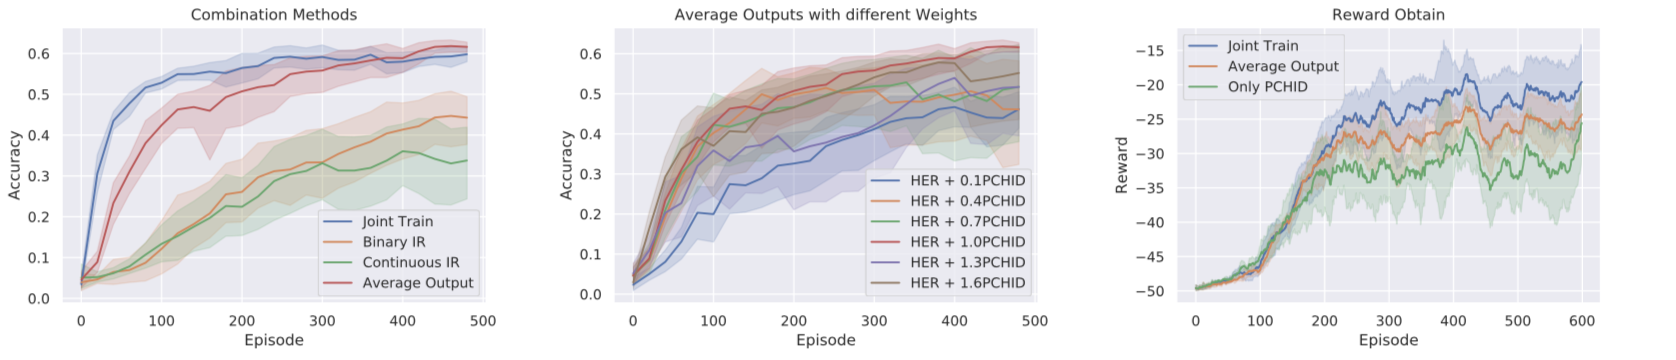 Combination Methods
Accuracy
0.6
0.5
0.4
0.3
0.2
0.1
0.0
Joint Train
Binary IR
Continuous IR
Average Output
0 100 200 300 400 500
Episode
Average Outputs with different Weights
Accuracy
0.6
0.5
0.4
0.3
0.2
0.1
0.0
HER + 0.1PCHID
HER + 0.4PCHID
HER + 0.7PCHID
HER + 1.0PCHID
HER + 1.3PCHID
HER + 1.6PCHID
0 100 200 300 400 500
Episode
Reward Obtain
Reward
−15
−20
−25
−30
−35
−40
−45
−50
Joint Train
Average Output
Only PCHID
0 100 200 300 400 500 600
Episode